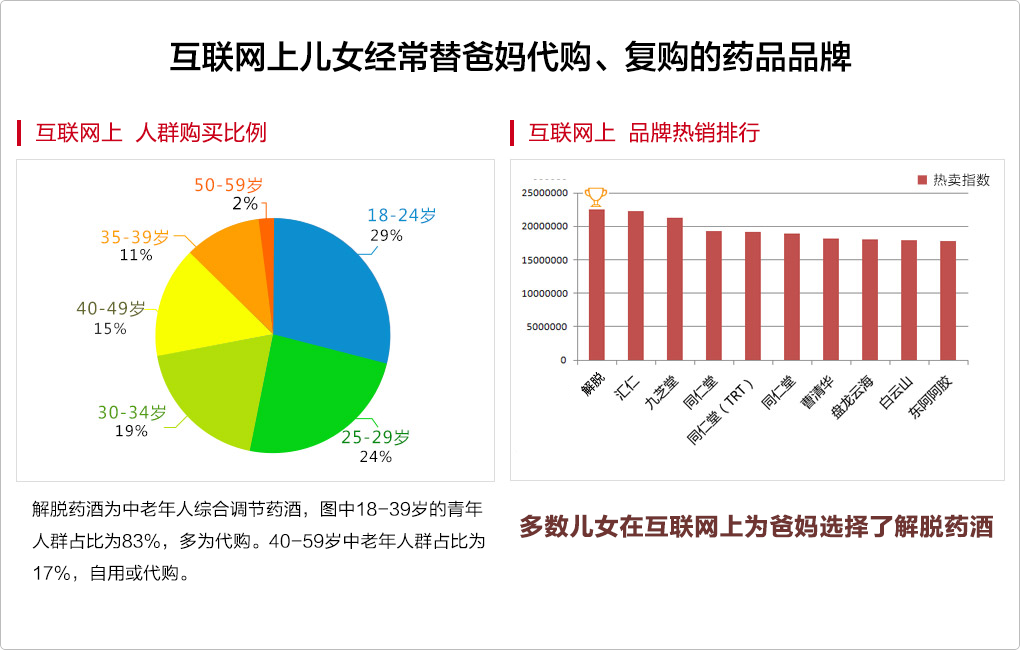 互联网上儿女经常替爸妈代购、复购的药品品牌
互联网上 人群购买比例
50-59岁
2%
18-24岁
29%
35-39岁
11%
40-49岁
15%
30-34岁
19%
25-29岁
24%
解脱药酒为中老年人综合调节药酒，图中18-39岁的青年
人群占比为83%，多为代购。40-59岁中老年人群占比为
17%，自用或代购。
互联网上 品牌热销排行
热卖指数
25000000
20000000
15000000
10000000
5000000
0
解脱
汇仁
九芝堂
同仁堂
同仁堂（TRT）
同仁堂
曹清华
盘龙云海
白云山
东阿阿胶
多数儿女在互联网上为爸妈选择了解脱药酒